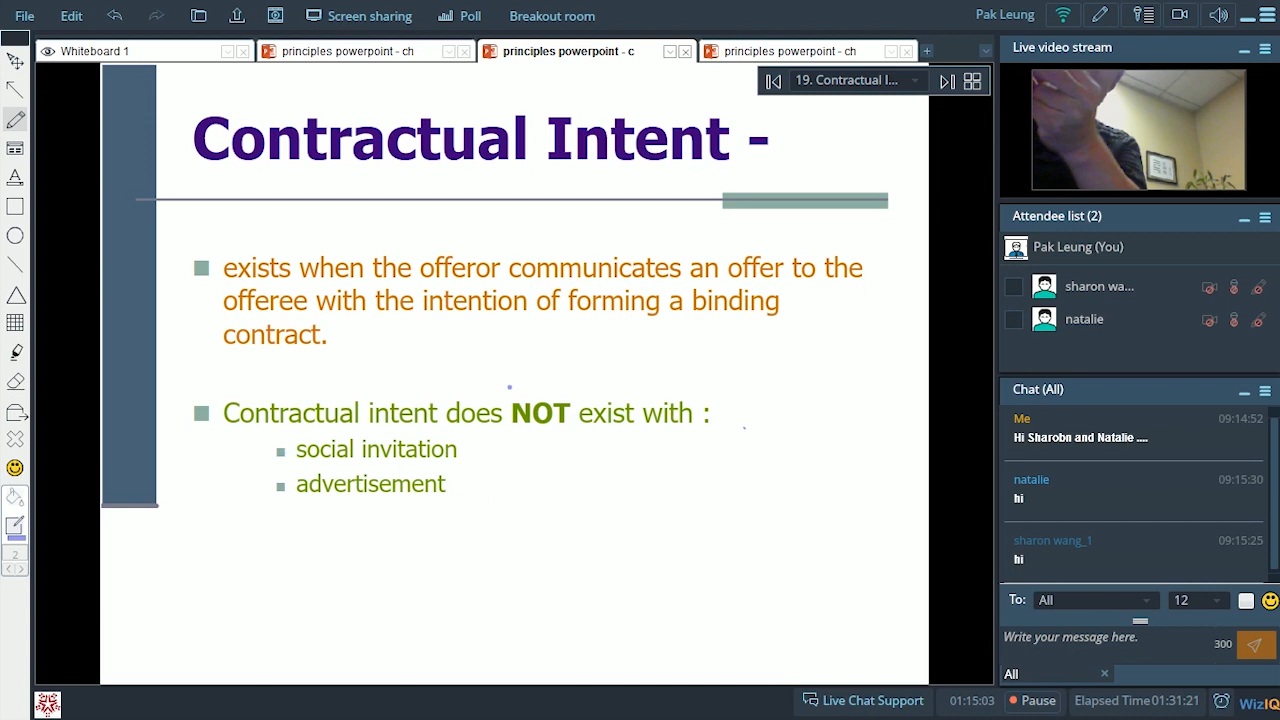 File Edit Screen sharing Poll Breakout room Pak Leung
Whiteboard 1 principles powerpoint - ch principles powerpoint - c principles powerpoint - ch
19. Contractual I...
Contractual Intent -
exists when the offeror communicates an offer to the
offeree with the intention of forming a binding
contract.
Contractual intent does NOT exist with :
social invitation
advertisement
Live video stream
Attendee list (2)
Pak Leung (You)
sharon wa...
natalie
Chat (All)
Me 09:14:52
Hi Sharobn and Natalie ....
natalie 09:15:30
hi
sharon wang_1 09:15:25
hi
To: All 12
Write your message here. 300
All
2
Live Chat Support 01:15:03 Pause Elapsed Time 01:31:21 WizIQ